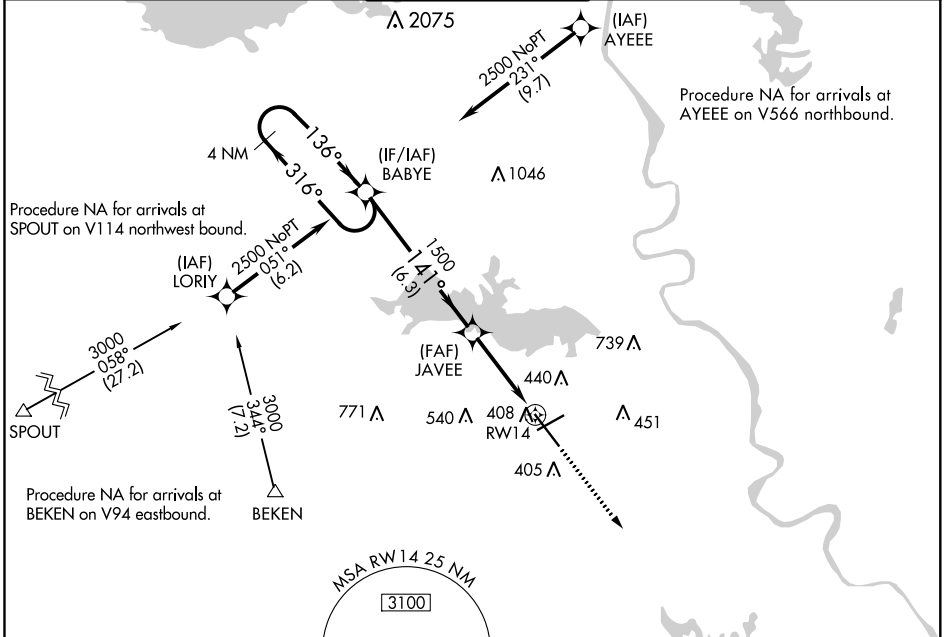 2075
(IAF)
AYEEE
2500 NoPT
231°
(9.7)
Procedure NA for arrivals at
AYEEE on V566 northbound.
136°
4 NM
316°
(IF/IAF)
BABYE
1046
Procedure NA for arrivals at
SPOUT on V114 northwest bound.
2500 NoPT
051°
(6.2)
(IAF)
LORIY
1500
141°
(6.3)
3000
058°
(27.2)
SPOUT
3000
344°
(7.2)
(FAF)
JAVEE
739
440
771
540
408
RW14
451
405
Procedure NA for arrivals at
BEKEN on V94 eastbound.
BEKEN
MSA RW14 25 NM
3100